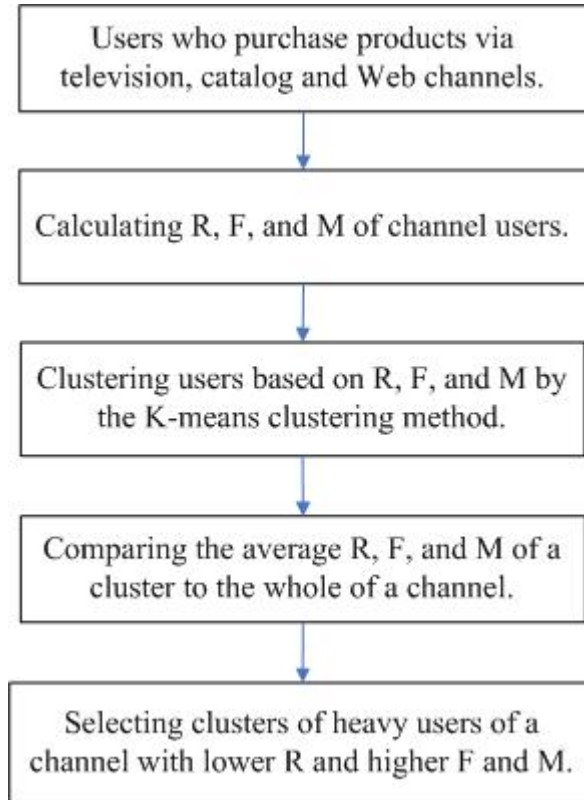 Users who purchase products via
television, catalog and Web channels.
Calculating R, F, and M of channel users.
Clustering users based on R, F, and M by
the K-means clustering method.
Comparing the average R, F, and M of a
cluster to the whole of a channel.
Selecting clusters of heavy users of a
channel with lower R and higher F and M.